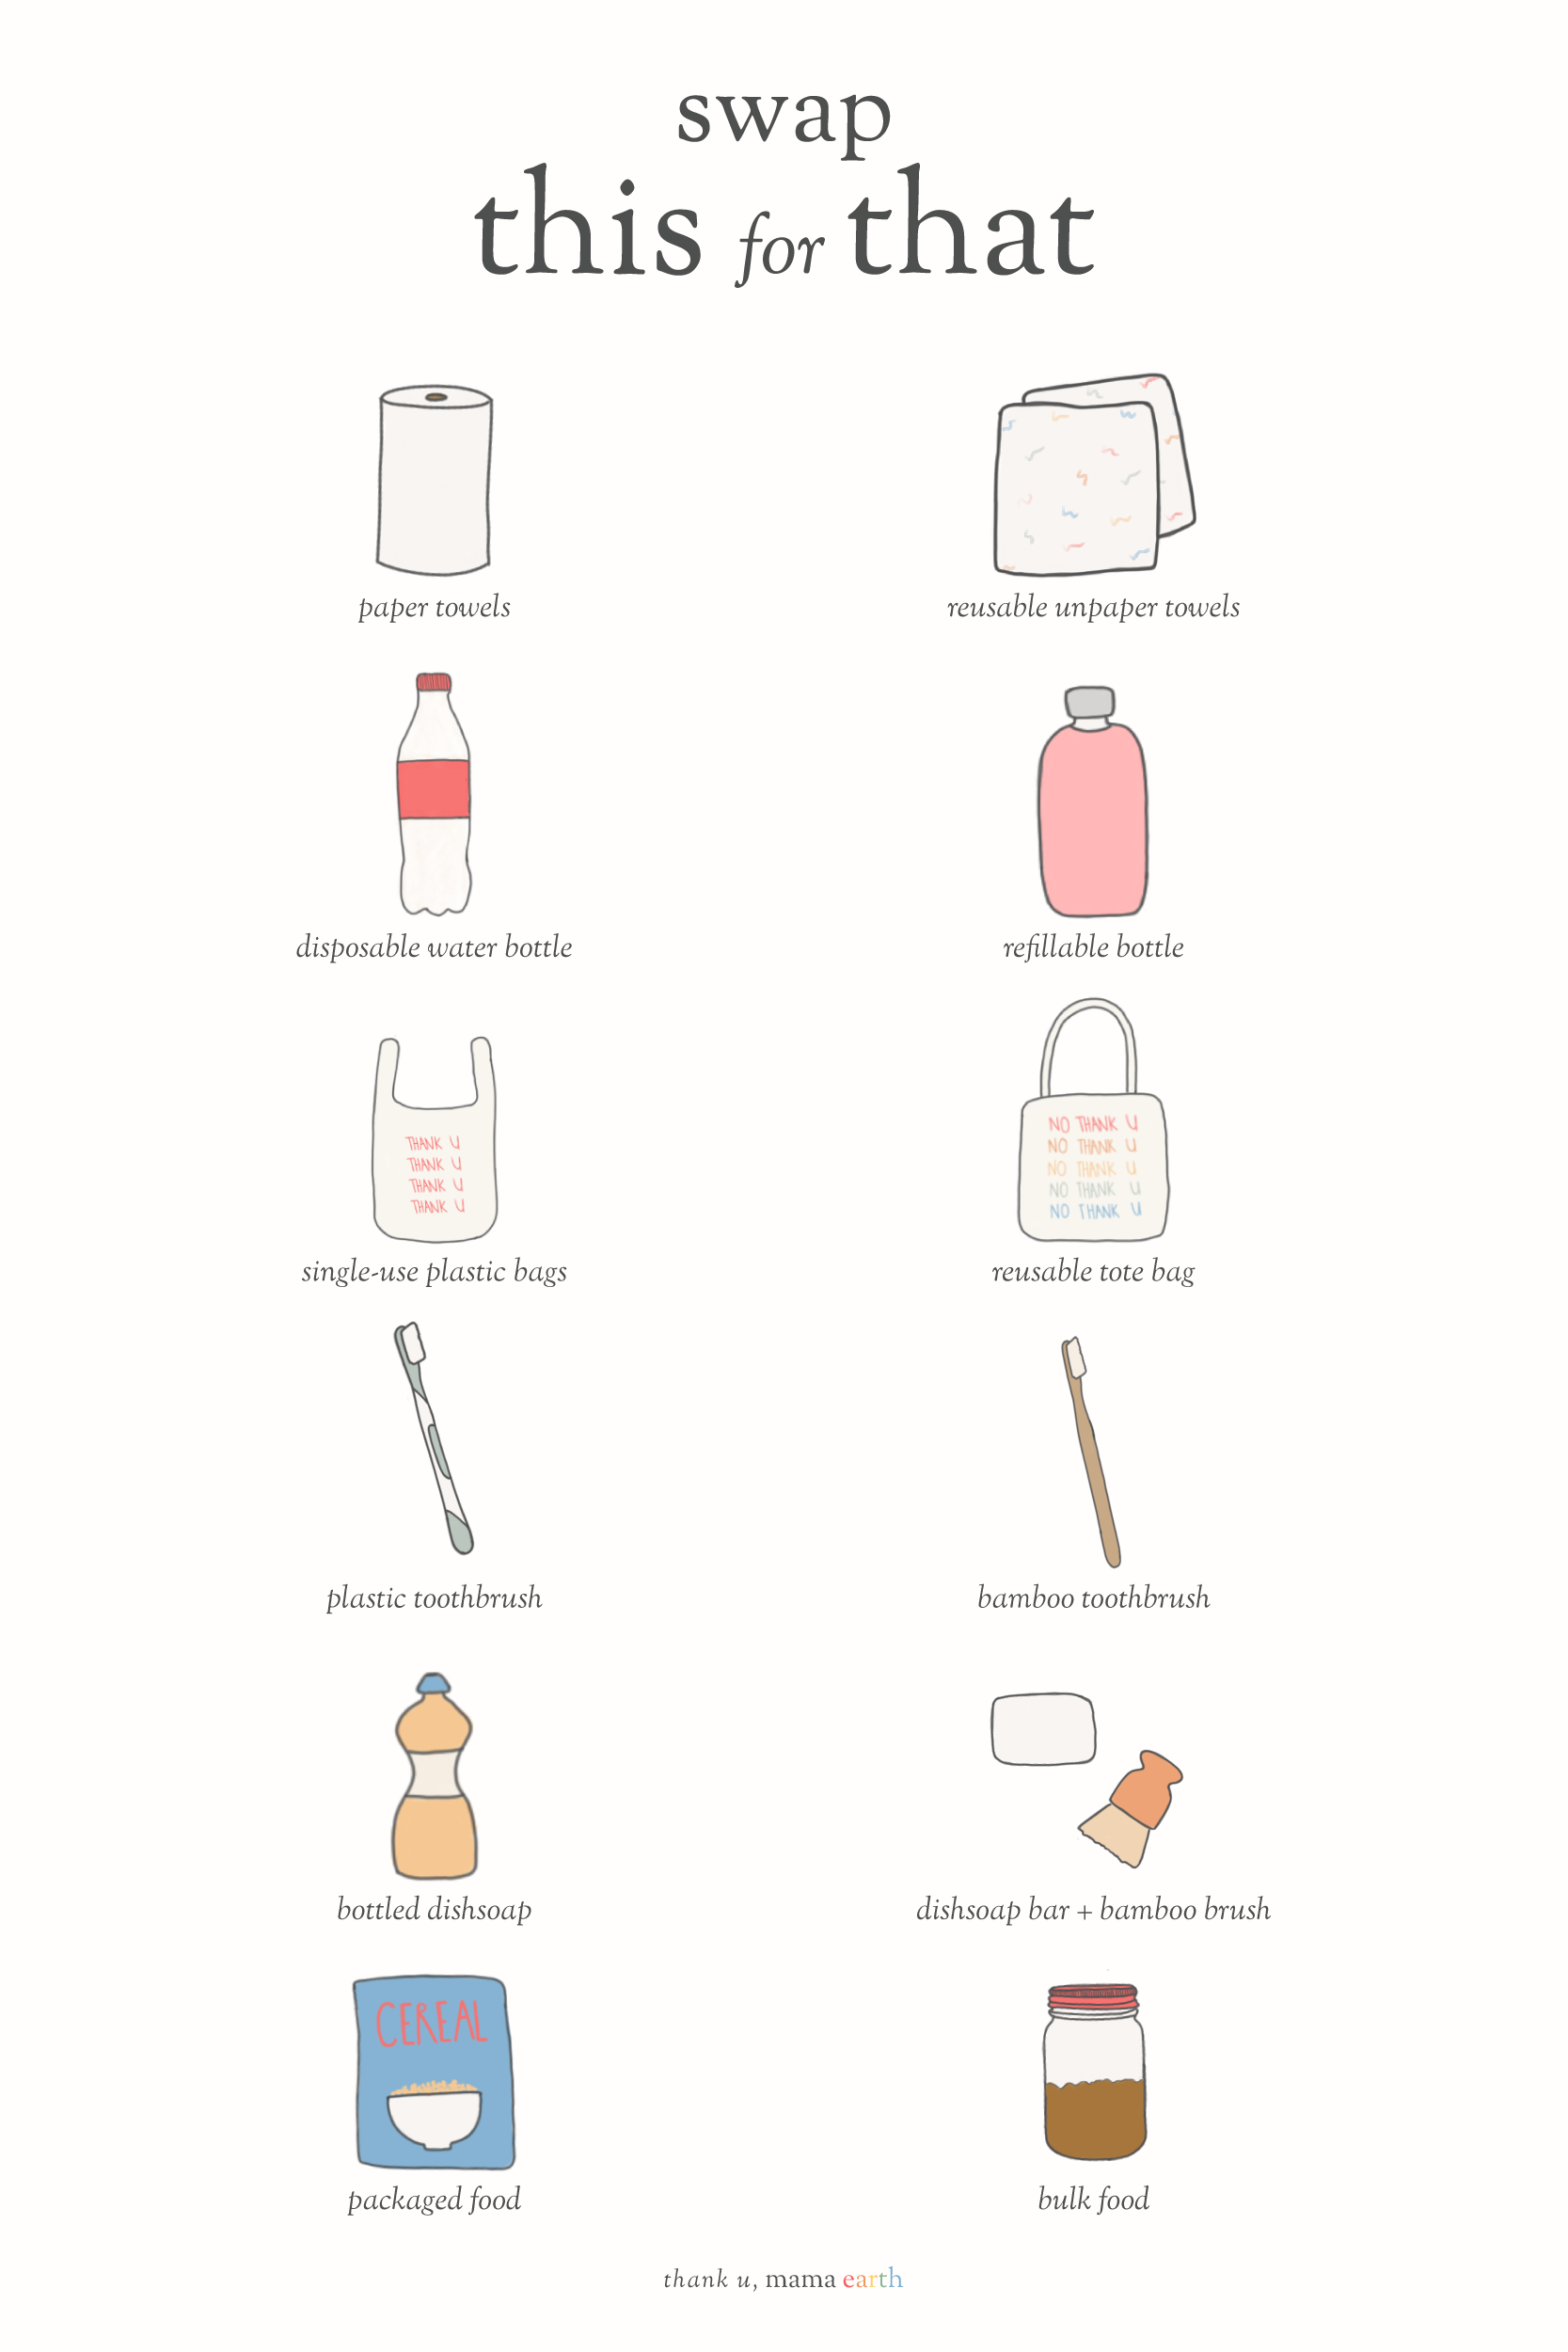 swap
this for that
paper towels
reusable unpaper towels
disposable water bottle
refillable bottle
THANK U
THANK U
THANK U
THANK U
NO THANK U
NO THANK U
NO THANK U
NO THANK U
NO THANK U
single-use plastic bags
reusable tote bag
plastic toothbrush
bamboo toothbrush
bottled dishsoap
dishsoap bar + bamboo brush
CEREAL
packaged food
bulk food
thank u, mama earth